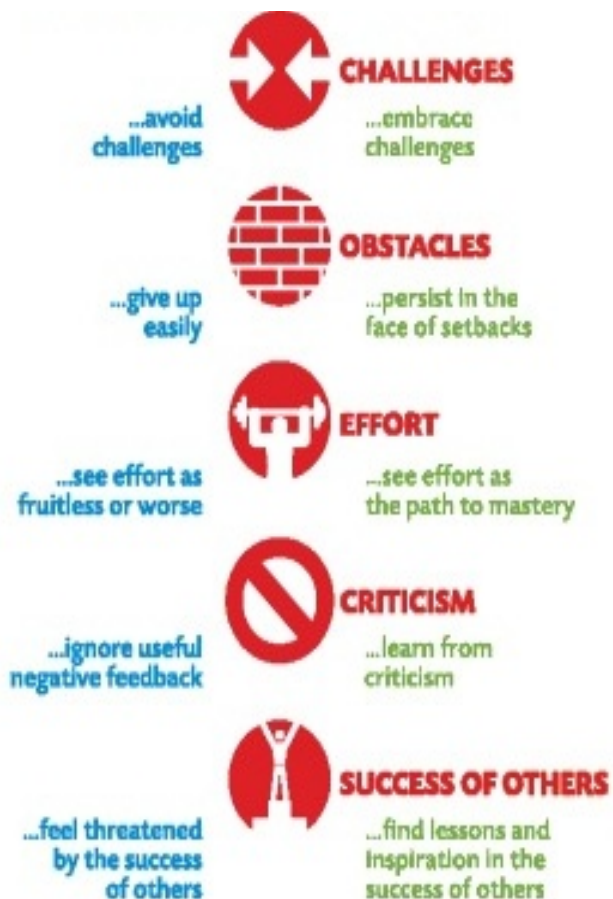 CHALLENGES
...avoid
challenges
...embrace
challenges
OBSTACLES
...give up
easily
...persist in the
face of setbacks
EFFORT
...see effort as
fruitless or worse
...see effort as
the path to mastery
CRITICISM
...ignore useful
negative feedback
...learn from
criticism
SUCCESS OF OTHERS
...feel threatened
by the success
of others
...find lessons and
inspiration in the
success of others